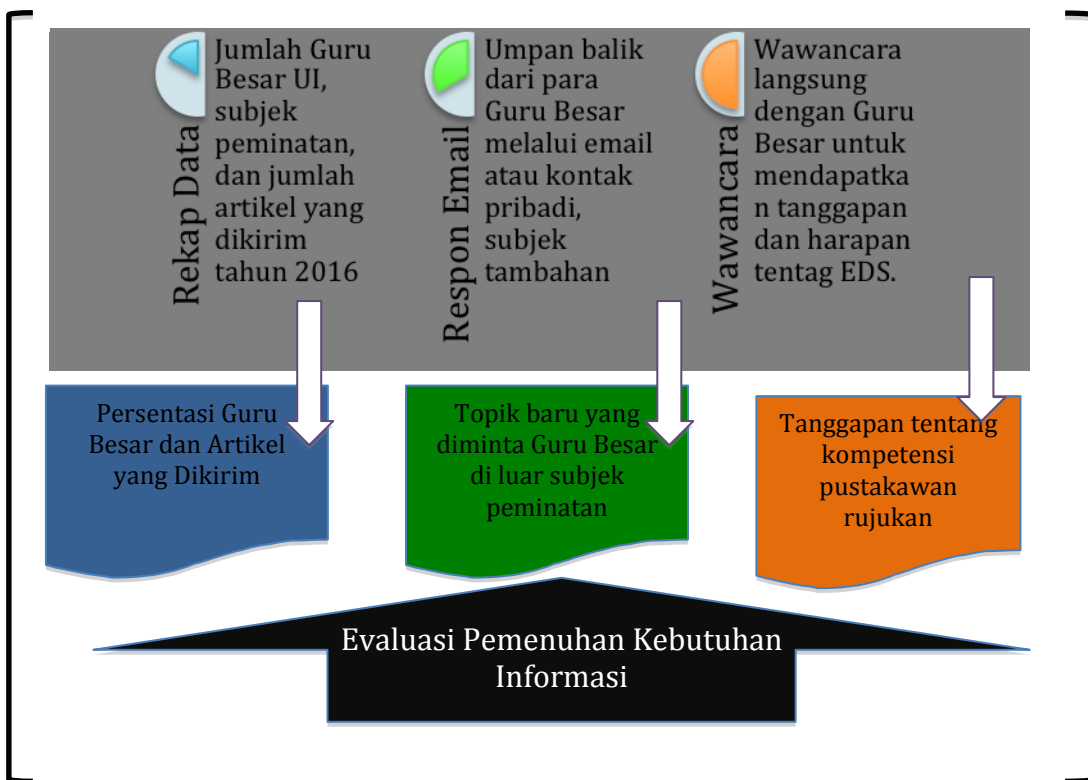 Rekap Data
Jumlah Guru
Besar UI,
subjek
peminatan,
dan jumlah
artikel yang
dikirim
tahun 2016
Respon Email
Umpan balik
dari para
Guru Besar
melalui email
atau kontak
pribadi,
subjek
tambahan
Wawancara
Wawancara
langsung
dengan Guru
Besar untuk
mendapatka
n tanggapan
dan harapan
tentag EDS.
Persentasi Guru
Besar dan Artikel
yang Dikirim
Topik baru yang
diminta Guru Besar
di luar subjek
peminatan
Tanggapan tentang
kompetensi
pustakawan
rujukan
Evaluasi Pemenuhan Kebutuhan
Informasi